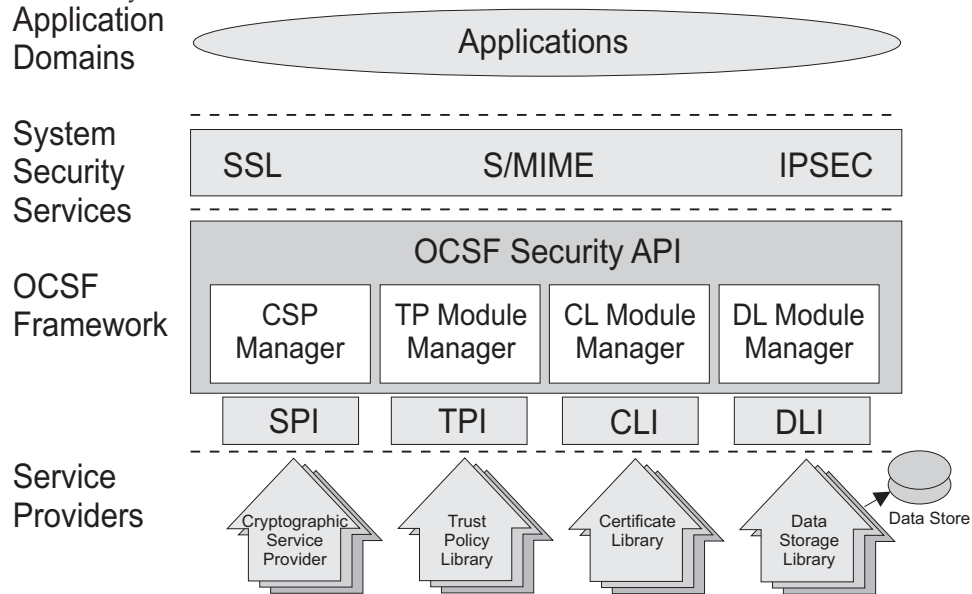 Application
Domains
Applications
System
Security
Services
SSL S/MIME IPSEC
OCSF
Framework
OCSF Security API
CSP
Manager
TP Module
Manager
CL Module
Manager
DL Module
Manager
SPI TPI CLI DLI
Service
Providers
Cryptographic
Service
Provider
Trust
Policy
Library
Certificate
Library
Data
Storage
Library
Data Store